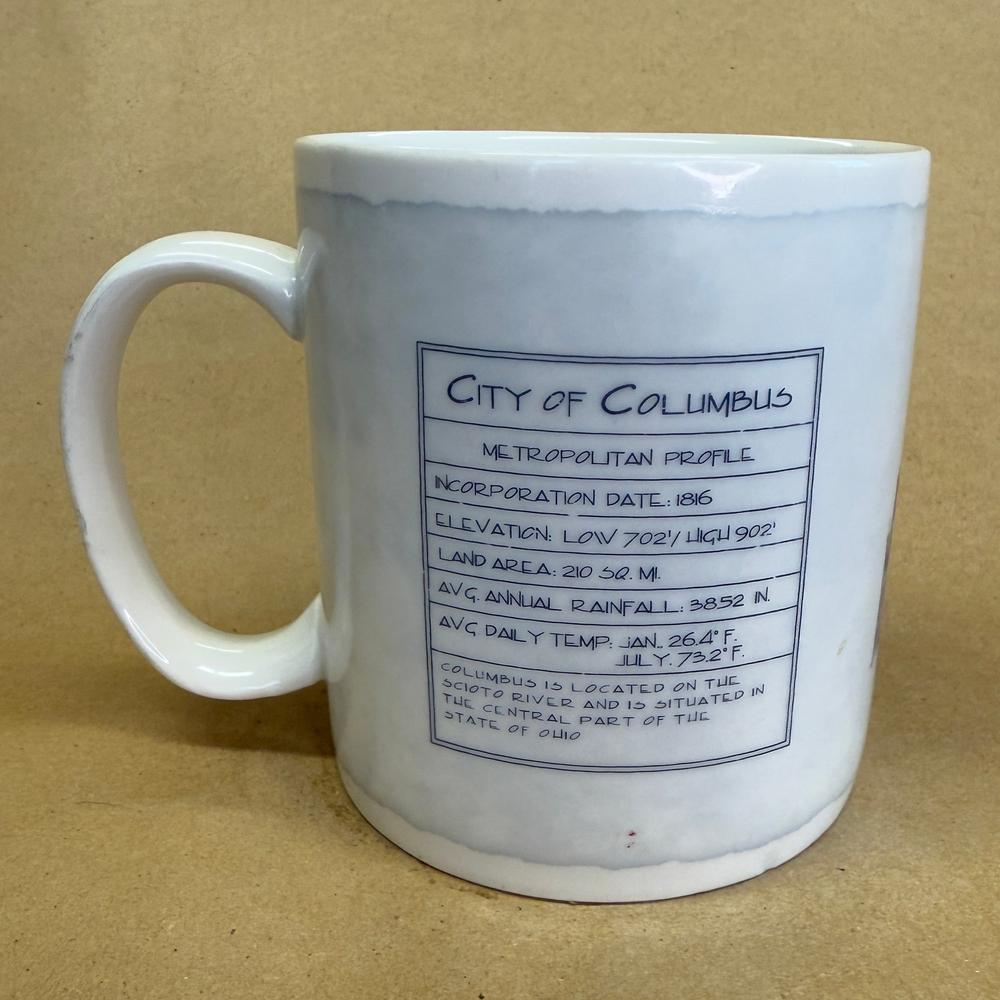 CITY OF COLUMBUS
METROPOLITAN PROFILE
INCORPORATION DATE: 1816
ELEVATION: LOW 702'/ HIGH 902'
LAND AREA: 210 SQ. MI.
AVG. ANNUAL RAINFALL: 38.52 IN.
AVG DAILY TEMP: JAN. 26.4° F.
JULY. 73.2° F.
COLUMBUS IS LOCATED ON THE
SCIOTO RIVER AND IS SITUATED IN
THE CENTRAL PART OF THE
STATE OF OHIO